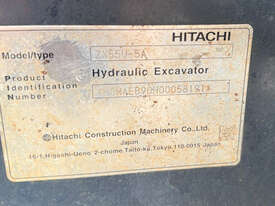 HITACHI
Model/type ZX55U-5A
Hydraulic Excavator
Product
Identification
Number
Hitachi Construction Machinery Co., Ltd.
Japan
16-1, Higashi-Ueno 2-chome, Taito-ku, Tokyo, 110-0015 JAPAN